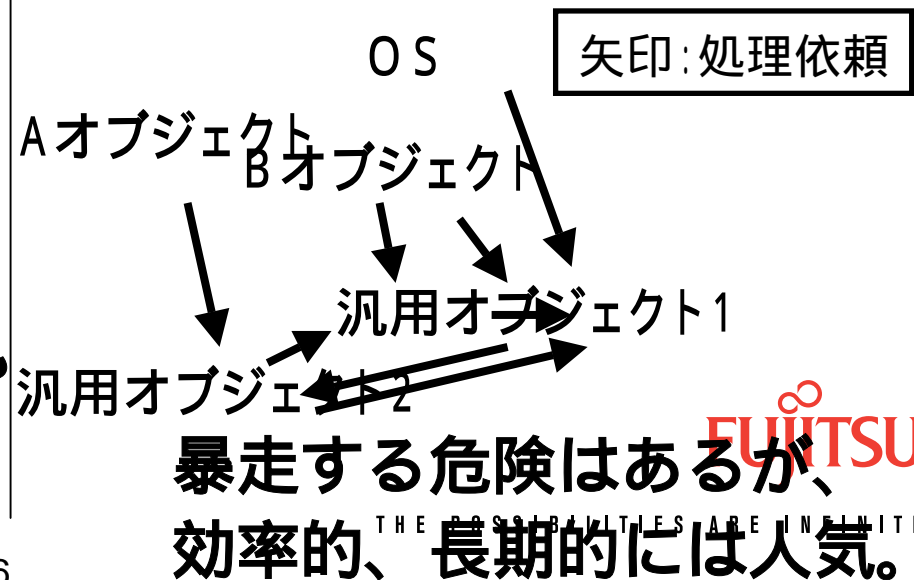 OS
矢印:処理依頼
Aオブジェクト
Bオブジェクト
汎用オブジェクト1
汎用オブジェクト2
FUJITSU
暴走する危険はあるが、
THE POSSIBILITIES ARE INFINIT
効率的、長期的には人気。
6